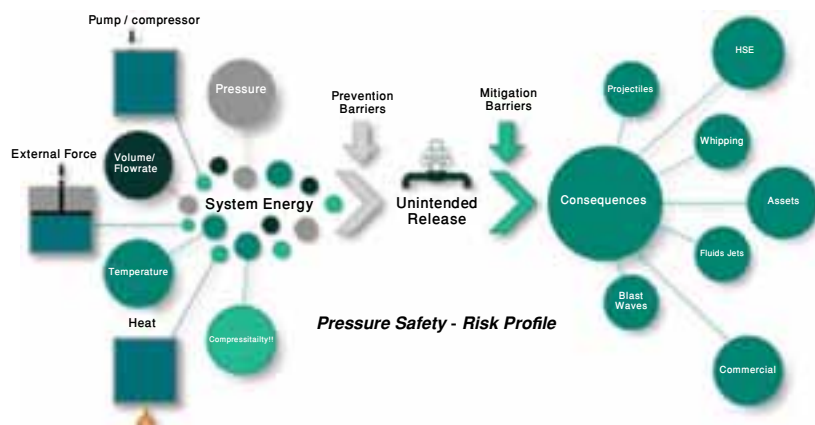 Pump / compressor
Pressure
External Force
Volume/
Flowrate
System Energy
Temperature
Heat
Compressitailty!!
Prevention
Barriers
Unintended
Release
Mitigation
Barriers
Consequences
Projectiles
HSE
Whipping
Assets
Fluids Jets
Blast
Waves
Commercial
Pressure Safety - Risk Profile